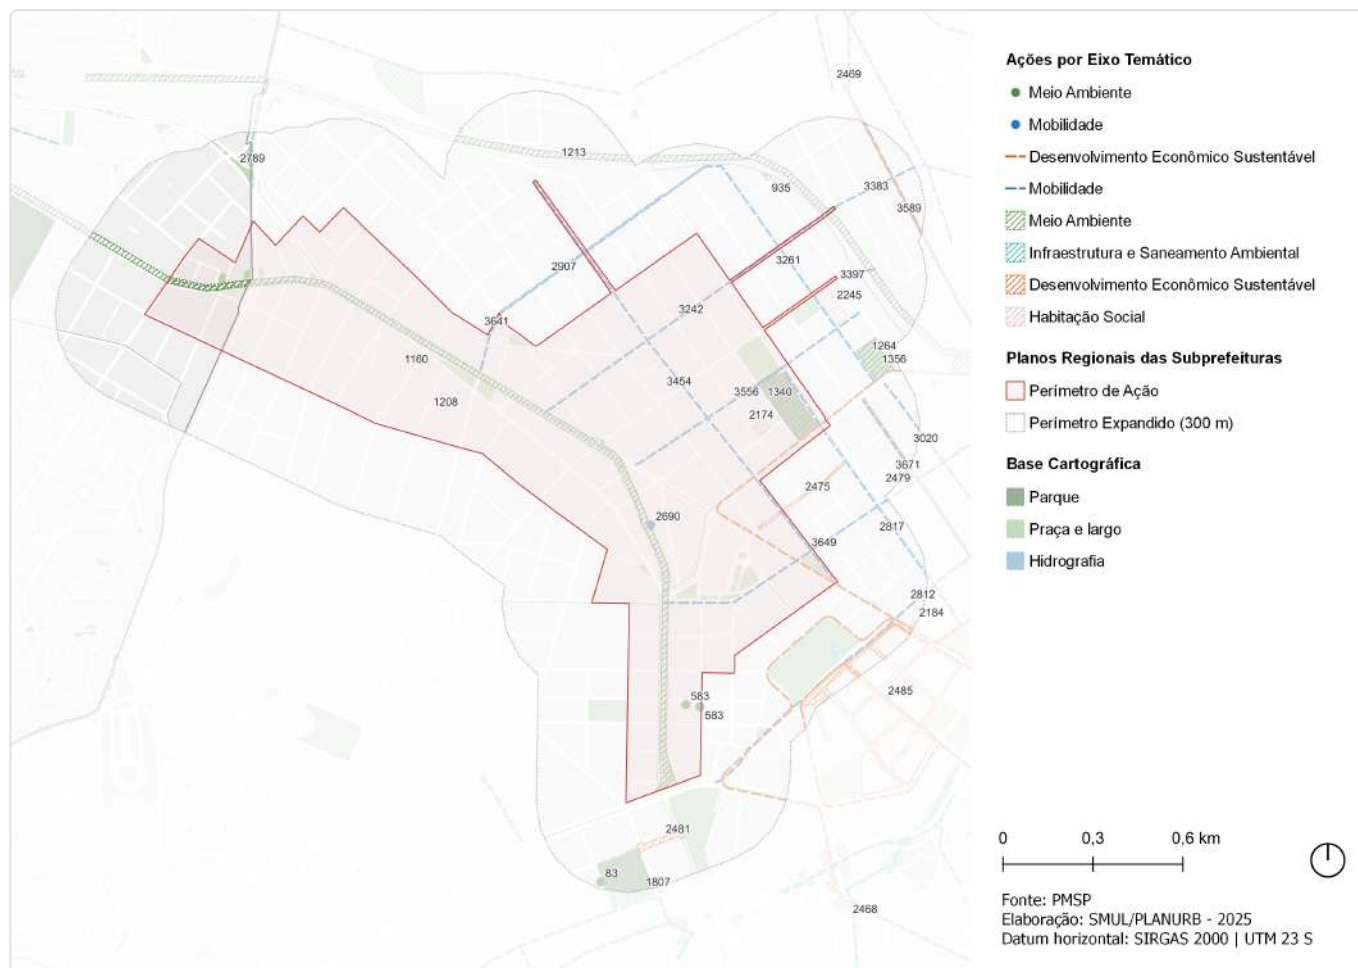 2469
1213
2789
935
3383
3589
2907
3261
3397
2245
3242
3641
1264
1356
1160
3454
1208
3556
1340
2174
3020
3671
2475
2479
2690
2817
3649
2812
2184
583
583
2485
2481
83
1807
2468
Ações por Eixo Temático
Meio Ambiente
Mobilidade
Desenvolvimento Econômico Sustentável
Mobilidade
Meio Ambiente
Infraestrutura e Saneamento Ambiental
Desenvolvimento Econômico Sustentável
Habitação Social
Planos Regionais das Subprefeituras
Perímetro de Ação
Perímetro Expandido (300 m)
Base Cartográfica
Parque
Praça e largo
Hidrografia
0 0,3 0,6 km
Fonte: PMSP
Elaboração: SMUL/PLANURB - 2025
Datum horizontal: SIRGAS 2000 | UTM 23 S